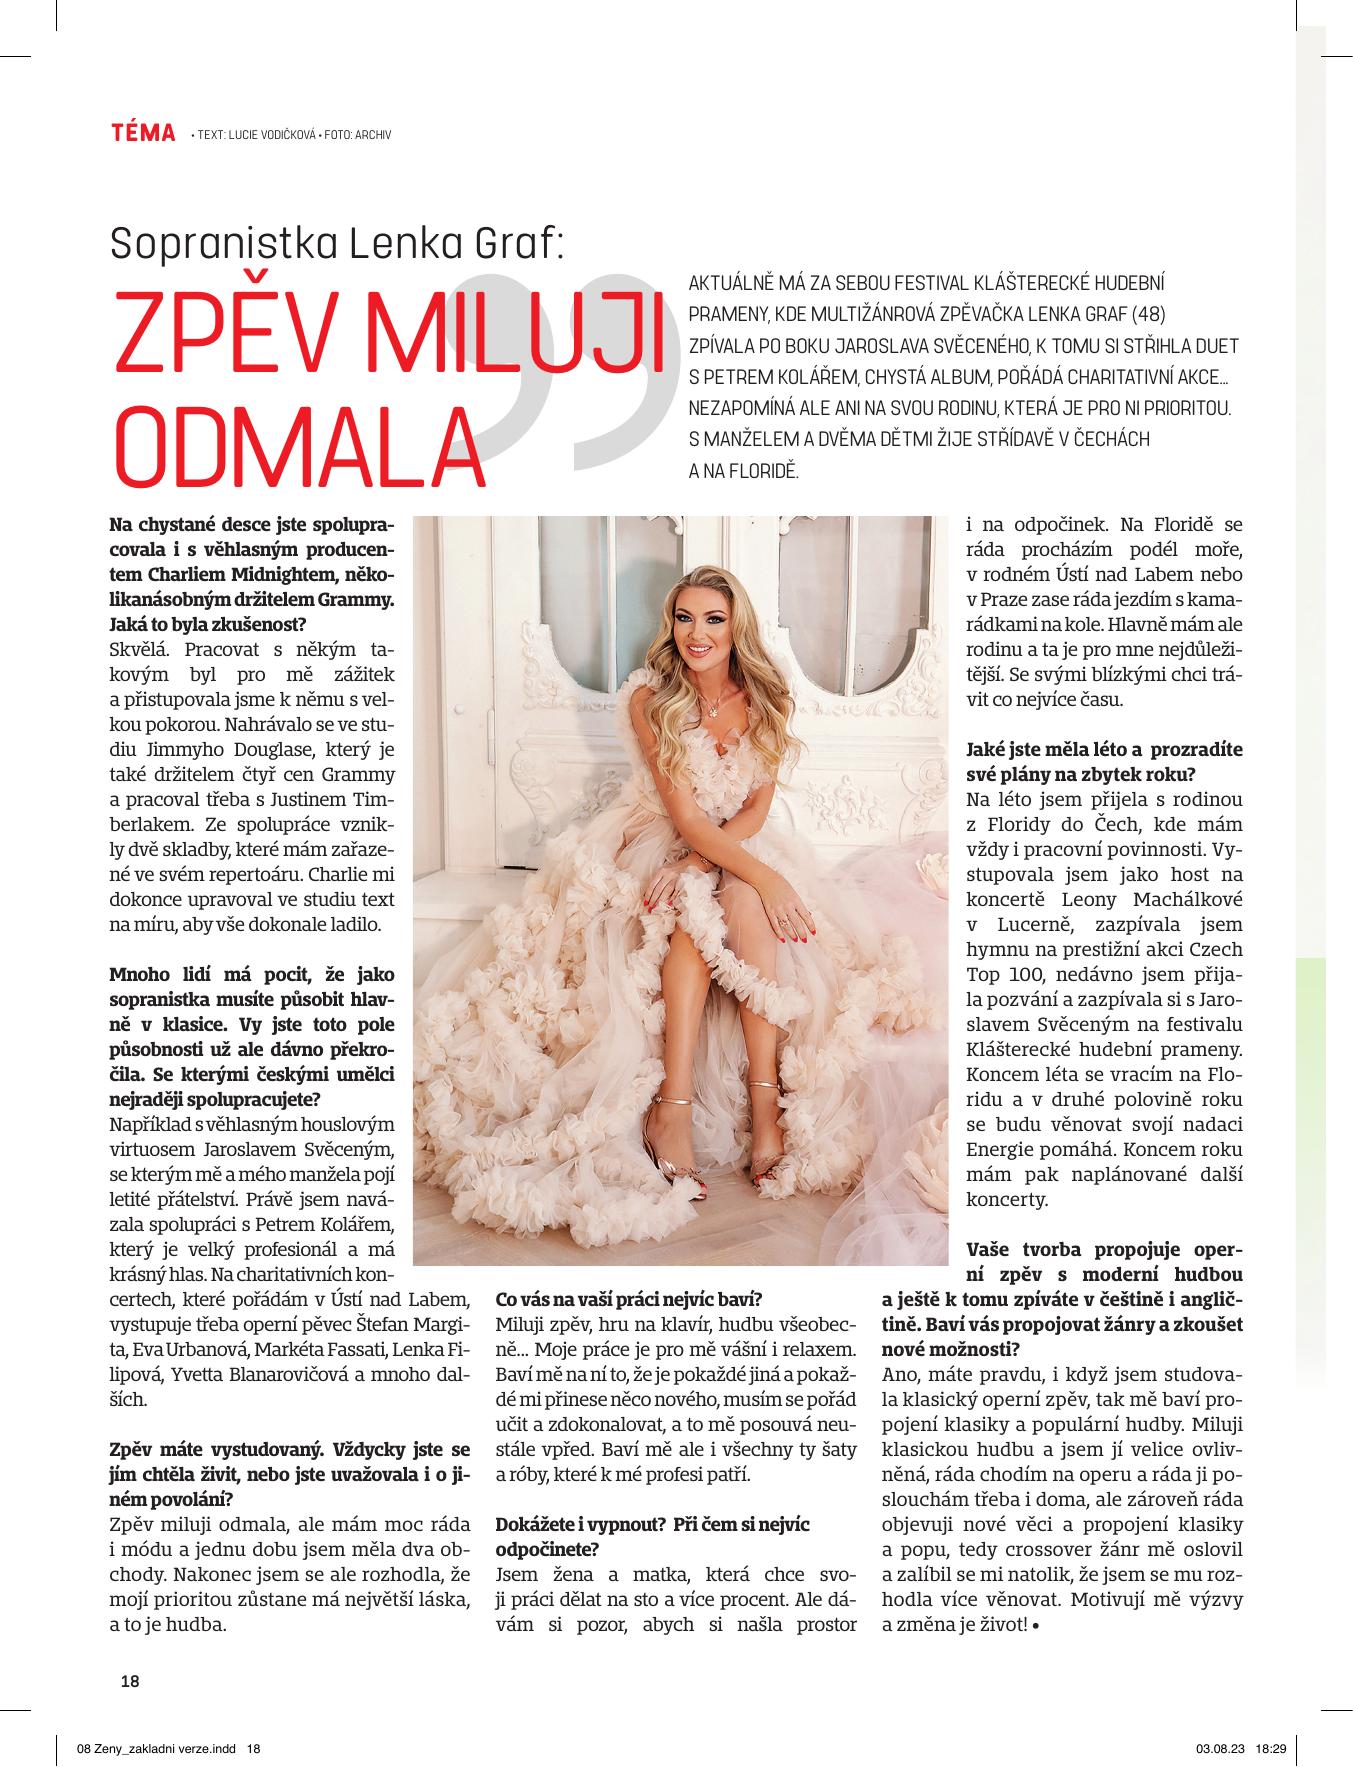 TÉMA • TEXT: LUCIE VODIČKOVÁ • FOTO: ARCHIV
Sopranistka Lenka Graf:
ZPĚV MILUJI
ODMALA
AKTUÁLNĚ MÁ ZA SEBOU FESTIVAL KLÁŠTERECKÉ HUDEBNÍ
PRAMENY, KDE MULTIŽÁNROVÁ ZPĚVAČKA LENKA GRAF (48)
ZPÍVALA PO BOKU JAROSLAVA SVĚCENÉHO, K TOMU SI STŘIHLA DUET
S PETREM KOLÁŘEM, CHYSTÁ ALBUM, POŘÁDÁ CHARITATIVNÍ AKCE…
NEZAPOMÍNÁ ALE ANI NA SVOU RODINU, KTERÁ JE PRO NI PRIORITOU.
S MANŽELEM A DVĚMA DĚTMI ŽIJE STŘÍDAVĚ V ČECHÁCH
A NA FLORIDĚ.
Na chystané desce jste spolupra-
covala i s věhlasným producen-
tem Charliem Midnightem, něko-
likanásobným držitelem Grammy.
Jaká to byla zkušenost?
Skvělá. Pracovat s někým ta-
kovým byl pro mě zážitek
a přistupovala jsme k němu s vel-
kou pokorou. Nahrávalo se ve stu-
diu Jimmyho Douglase, který je
také držitelem čtyř cen Grammy
a pracoval třeba s Justinem Tim-
berlakem. Ze spolupráce vznik-
ly dvě skladby, které mám zařaze-
né ve svém repertoáru. Charlie mi
dokonce upravoval ve studiu text
na míru, aby vše dokonale ladilo.
Mnoho lidí má pocit, že jako
sopranistka musíte působit hlav-
ně v klasice. Vy jste toto pole
působnosti už ale dávno překro-
čila. Se kterými českými umělci
nejraději spolupracujete?
Například s věhlasným houslovým
virtuosem Jaroslavem Svěceným,
se kterým mě a mého manžela pojí
letité přátelství. Právě jsem navá-
zala spolupráci s Petrem Kolářem,
který je velký profesionál a má
krásný hlas. Na charitativních kon-
certech, které pořádám v Ústí nad Labem,
vystupuje třeba operní pěvec Štefan Margi-
ta, Eva Urbanová, Markéta Fassati, Lenka Fi-
lipová, Yvetta Blanarovičová a mnoho dal-
ších.
Zpěv máte vystudovaný. Vždycky jste se
jím chtěla živit, nebo jste uvažovala i o ji-
ném povolání?
Zpěv miluji odmala, ale mám moc ráda
i módu a jednu dobu jsem měla dva ob-
chody. Nakonec jsem se ale rozhodla, že
mojí prioritou zůstane má největší láska,
a to je hudba.
Co vás na vaší práci nejvíc baví?
Miluji zpěv, hru na klavír, hudbu všeobec-
ně… Moje práce je pro mě vášní i relaxem.
Baví mě na ní to, že je pokaždé jiná a pokaž-
dé mi přinese něco nového, musím se pořád
učit a zdokonalovat, a to mě posouvá neu-
stále vpřed. Baví mě ale i všechny ty šaty
a róby, které k mé profesi patří.
Dokážete i vypnout? Při čem si nejvíc
odpočinete?
Jsem žena a matka, která chce svo-
ji práci dělat na sto a více procent. Ale dá-
vám si pozor, abych si našla prostor
i na odpočinek. Na Floridě se
ráda procházím podél moře,
v rodném Ústí nad Labem nebo
v Praze zase ráda jezdím s kama-
rádkami na kole. Hlavně mám ale
rodinu a ta je pro mne nejdůleži-
tější. Se svými blízkými chci trá-
vit co nejvíce času.
Jaké jste měla léto a prozradíte
své plány na zbytek roku?
Na léto jsem přijela s rodinou
z Floridy do Čech, kde mám
vždy i pracovní povinnosti. Vy-
stupovala jsem jako host na
koncertě Leony Machálkové
v Lucerně, zazpívala jsem
hymnu na prestižní akci Czech
Top 100, nedávno jsem přija-
la pozvání a zazpívala si s Jaro-
slavem Svěceným na festivalu
Klášterecké hudební prameny.
Koncem léta se vracím na Flo-
ridu a v druhé polovině roku
se budu věnovat svojí nadaci
Energie pomáhá. Koncem roku
mám pak naplánované další
koncerty.
Vaše tvorba propojuje oper-
ní zpěv s moderní hudbou
a ještě k tomu zpíváte v češtině i anglič-
tině. Baví vás propojovat žánry a zkoušet
nové možnosti?
Ano, máte pravdu, i když jsem studova-
la klasický operní zpěv, tak mě baví pro-
pojení klasiky a populární hudby. Miluji
klasickou hudbu a jsem jí velice ovliv-
něná, ráda chodím na operu a ráda ji po-
slouchám třeba i doma, ale zároveň ráda
objevuji nové věci a propojení klasiky
a popu, tedy crossover žánr mě oslovil
a zalíbil se mi natolik, že jsem se mu roz-
hodla více věnovat. Motivují mě výzvy
a změna je život! •
18
08 Zeny_zakladni verze.indd 18
03.08.23 18:29